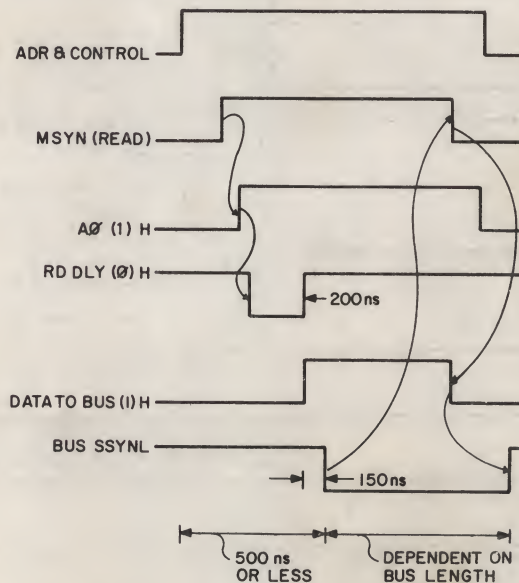 ADR & CONTROL
MSYN (READ)
AØ (1) H
RD DLY (Ø) H
200ns
DATA TO BUS (1) H
BUS SSYNL
150ns
500 ns
OR LESS
DEPENDENT ON
BUS LENGTH